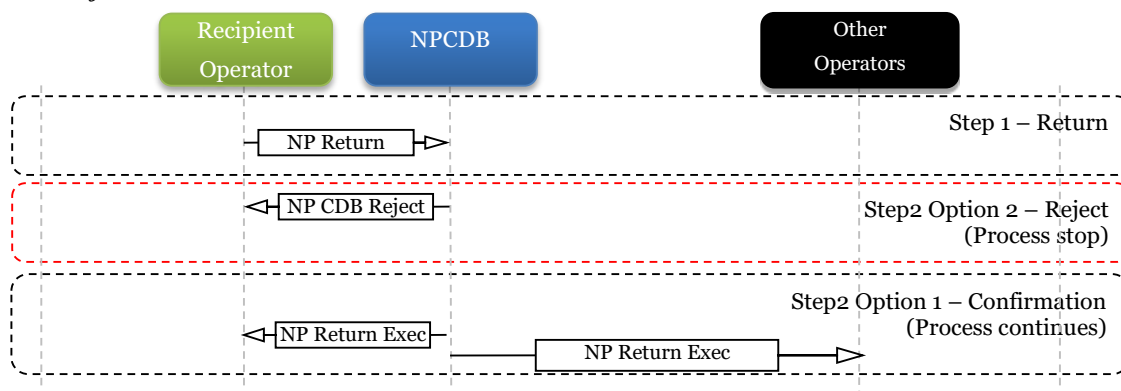 Recipient
Operator
NPCDB
Other
Operators
Step 1 – Return
NP Return
NP CDB Reject
Step2 Option 2 – Reject
(Process stop)
Step2 Option 1 – Confirmation
(Process continues)
NP Return Exec
NP Return Exec